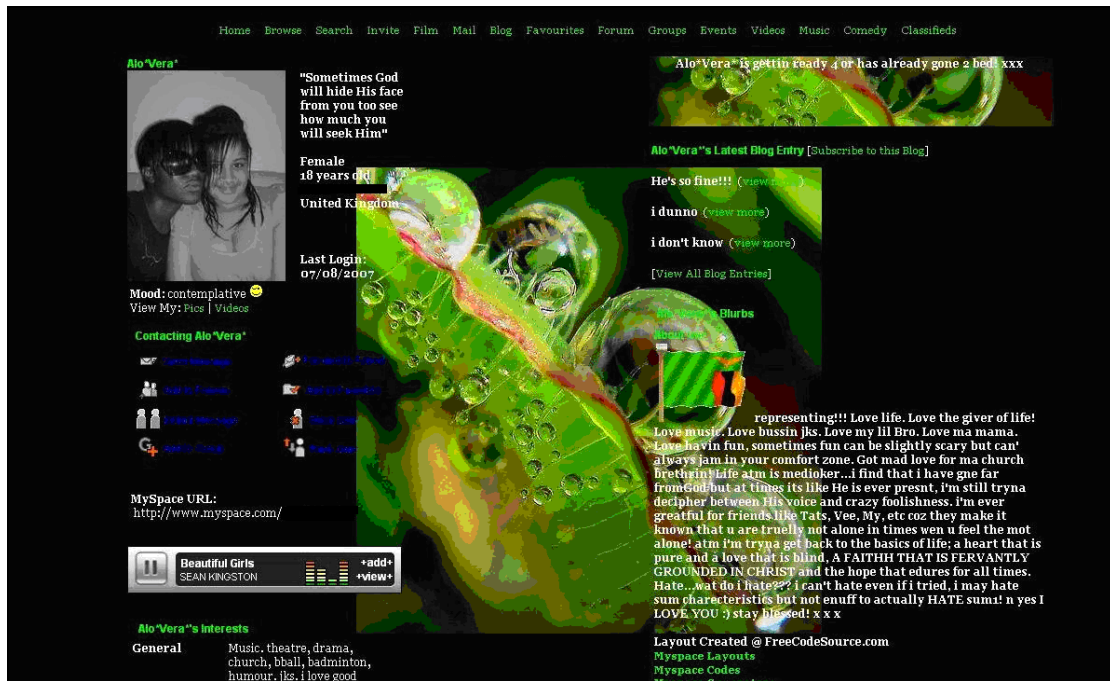 Home Browse Search Invite Film Mail Blog Favourites Forum Groups Events Videos Music Comedy Classifieds
Alo*Vera*
"Sometimes God
will hide His face
from you too see
how much you
will seek Him"
Female
18 years old
United Kingdom
Last Login:
07/08/2007
Mood: contemplative
View My: Pics | Videos
Contacting Alo*Vera*
MySpace URL:
http://www.myspace.com/
Beautiful Girls
SEAN KINGSTON
+add+
+view+
Alo*Vera*'s Interests
General
Music. theatre, drama,
church, bball, badminton,
humour. jks. i love good
Alo*Vera* is gettin ready 4 or has already gone 2 bed! xxx
Alo*Vera*'s Latest Blog Entry [Subscribe to this Blog]
He's so fine!!! (view more)
i dunno (view more)
i don't know (view more)
[View All Blog Entries]
Alo*Vera*'s Blurbs
About me:
representing!!! Love life. Love the giver of life!
Love music. Love bussin jks. Love my lil Bro. Love ma mama.
Love havin fun, sometimes fun can be slightly scary but can'
always jam in your comfort zone. Got mad love for ma church
brethrin! Life atm is medioker...i find that i have gne far
fromGod but at times its like He is ever presnt, i'm still tryna
decipher between His voice and crazy foolishness. i'm ever
greatful for friends like Tats, Vee, My, etc coz they make it
known that u are truelly not alone in times wen u feel the mot
alone! atm i'm tryna get back to the basics of life; a heart that is
pure and a love that is blind, A FAITHH THAT IS FERVANTLY
GROUNDED IN CHRIST and the hope that edures for all times.
Hate...wat do i hate??? i can't hate even if i tried, i may hate
sum charecteristics but not enuff to actually HATE sum1! n yes I
LOVE YOU :) stay blessed! x x x
Layout Created @ FreeCodeSource.com
Myspace Layouts
Myspace Codes